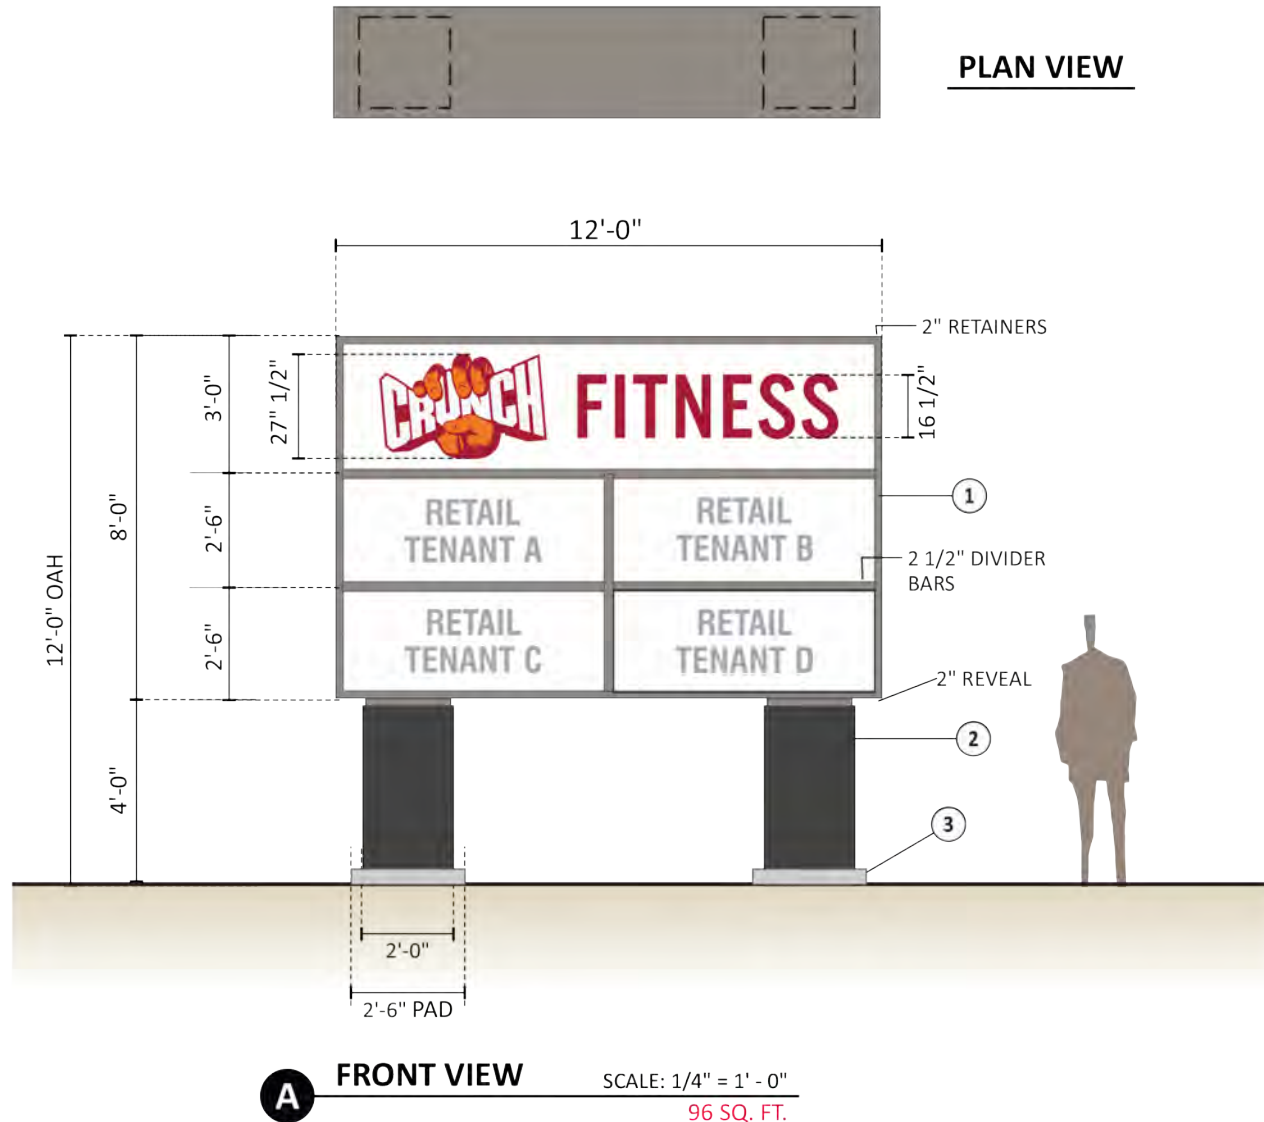 PLAN VIEW
12'-0"
2" RETAINERS
3'-0"
27" 1/2"
CRUNCH
FITNESS
16 1/2"
1
8'-0"
2'-6"
RETAIL
TENANT A
RETAIL
TENANT B
2 1/2" DIVIDER
BARS
12'-0" OAH
2'-6"
RETAIL
TENANT C
RETAIL
TENANT D
2" REVEAL
2
4'-0"
3
2'-0"
2'-6" PAD
A
FRONT VIEW
SCALE: 1/4" = 1' - 0"
96 SQ. FT.